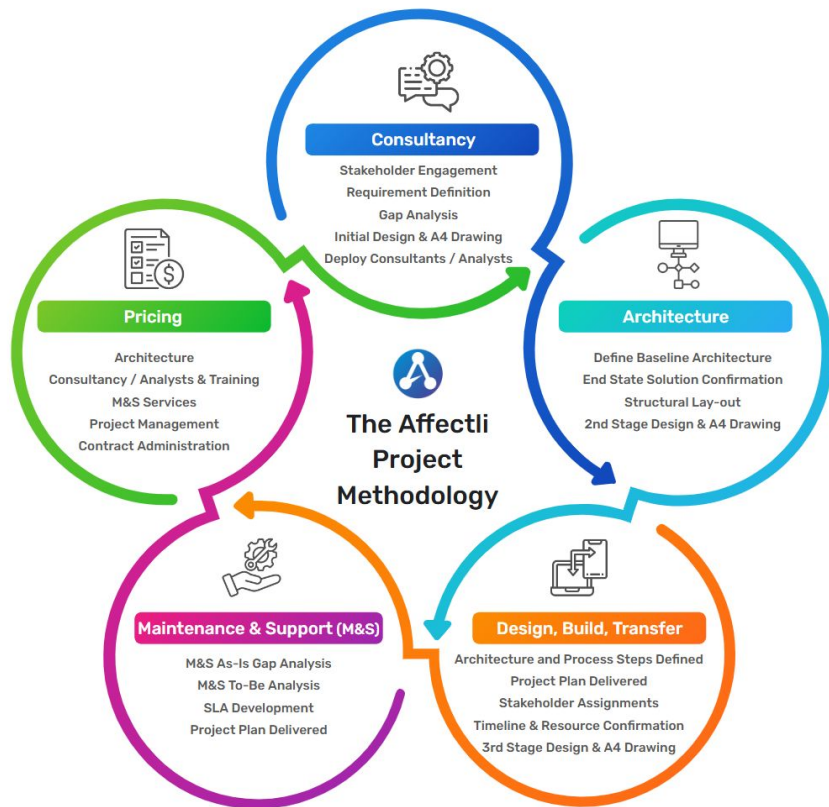 Consultancy
Stakeholder Engagement
Requirement Definition
Gap Analysis
Initial Design & A4 Drawing
Deploy Consultants / Analysts
Pricing
Architecture
Consultancy / Analysts & Training
M&S Services
Project Management
Contract Administration
Architecture
Define Baseline Architecture
End State Solution Confirmation
Structural Lay-out
2nd Stage Design & A4 Drawing
The Affectli
Project
Methodology
Maintenance & Support (M&S)
M&S As-Is Gap Analysis
M&S To-Be Analysis
SLA Development
Project Plan Delivered
Design, Build, Transfer
Architecture and Process Steps Defined
Project Plan Delivered
Stakeholder Assignments
Timeline & Resource Confirmation
3rd Stage Design & A4 Drawing